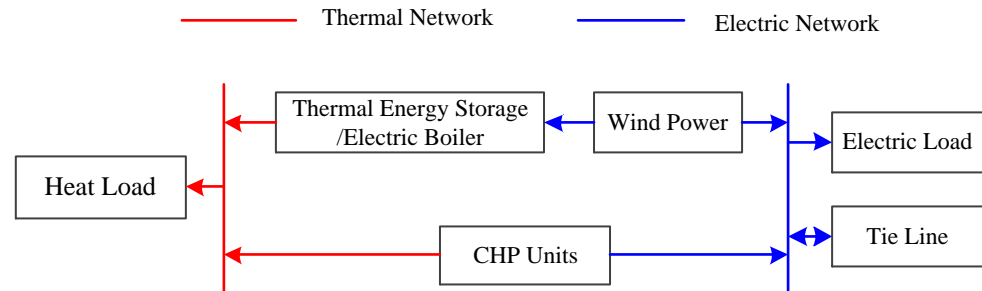 Thermal Network
Electric Network
Thermal Energy Storage
/Electric Boiler
Wind Power
Electric Load
Heat Load
Tie Line
CHP Units